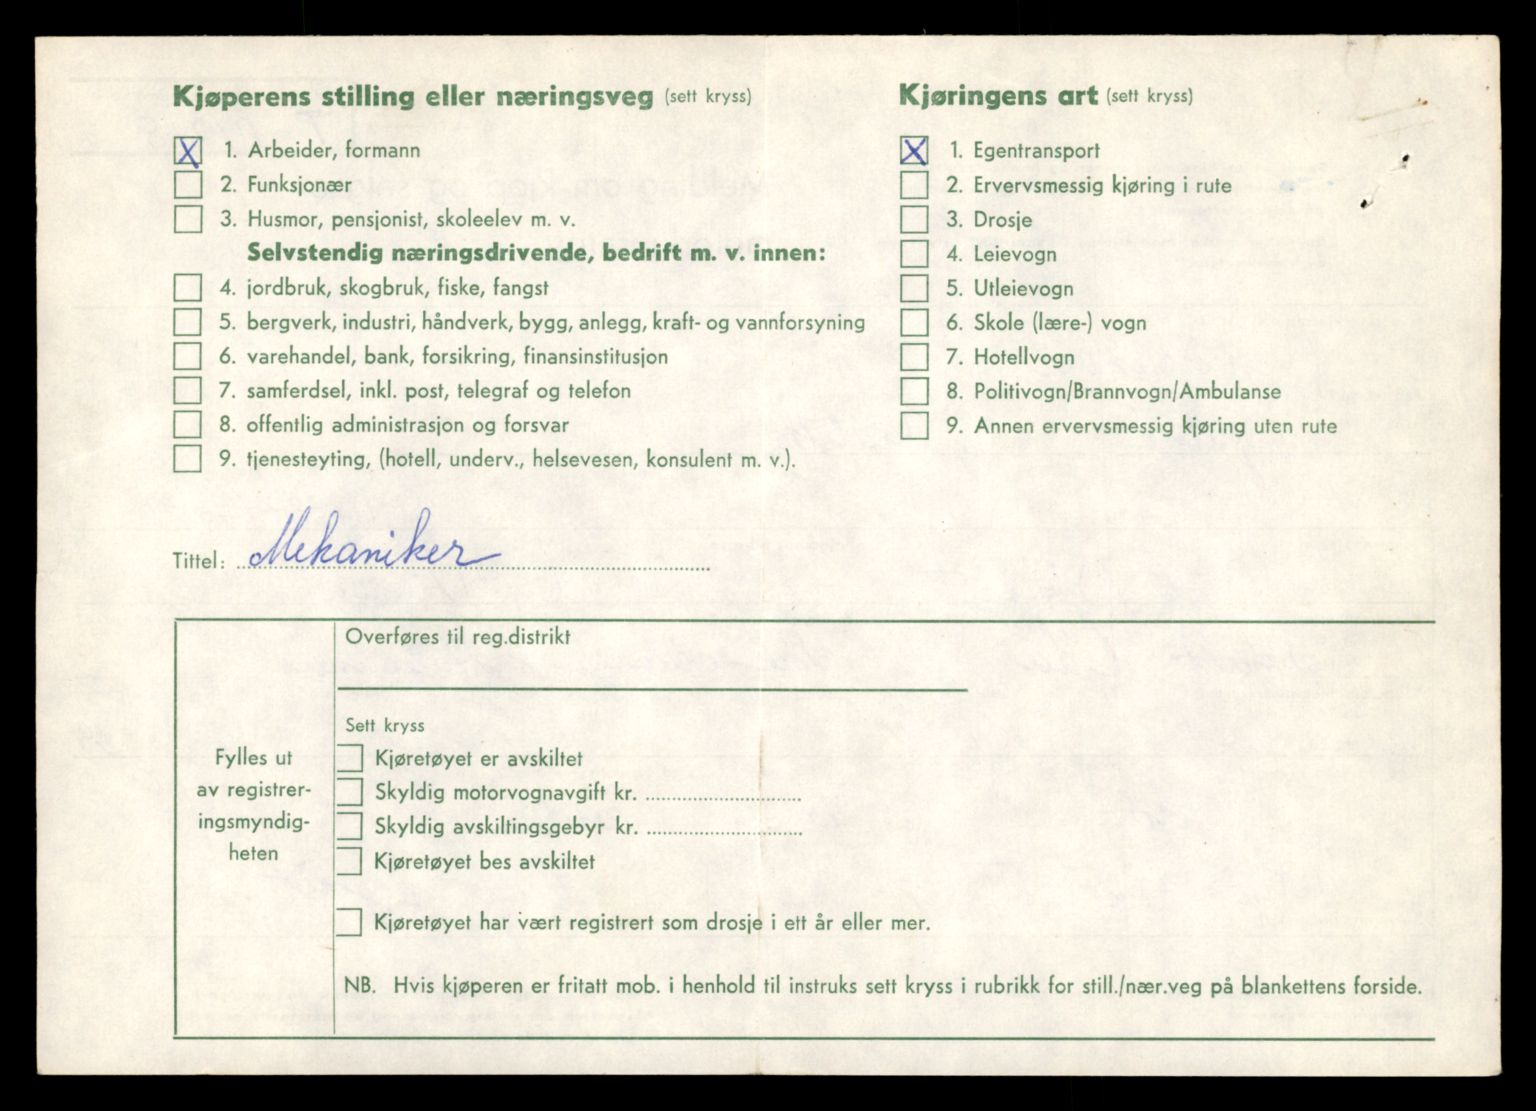 Kjøperens stilling eller næringsveg (sett kryss)
X 1. Arbeider, formann
2. Funksjonær
3. Husmor, pensjonist, skoleelev m. v.
Selvstendig næringsdrivende, bedrift m. v. innen:
4. jordbruk, skogbruk, fiske, fangst
5. bergverk, industri, håndverk, bygg, anlegg, kraft- og vannforsyning
6. varehandel, bank, forsikring, finansinstitusjon
7. samferdsel, inkl. post, telegraf og telefon
8. offentlig administrasjon og forsvar
9. tjenesteyting, (hotell, underv., helsevesen, konsulent m. v.).
Kjøringens art (sett kryss)
X 1. Egentransport
2. Ervervsmessig kjøring i rute
3. Drosje
4. Leievogn
5. Utleievogn
6. Skole (lære-) vogn
7. Hotellvogn
8. Politivogn/Brannvogn/Ambulanse
9. Annen ervervsmessig kjøring uten rute
Tittel: Mekaniker
Fylles ut
av registrer-
ingsmyndig-
heten
Overføres til reg.distrikt
Sett kryss
Kjøretøyet er avskiltet
Skyldig motorvognavgift kr.
Skyldig avskiltingsgebyr kr.
Kjøretøyet bes avskiltet
Kjøretøyet har vært registrert som drosje i ett år eller mer.
NB. Hvis kjøperen er fritatt mob. i henhold til instruks sett kryss i rubrikk for still./nær.veg på blankettens forside.